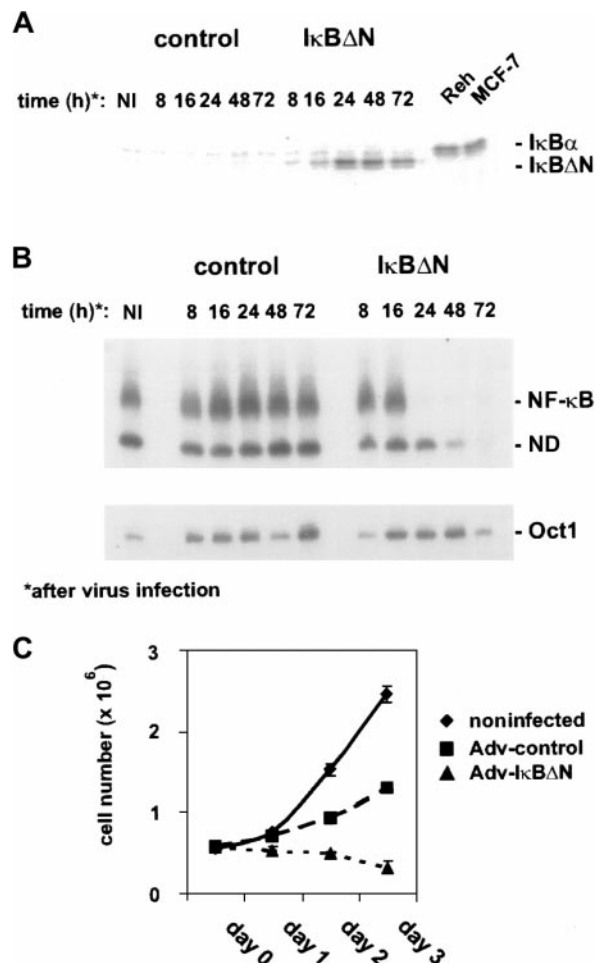 A
control IκBΔN
time (h)*: NI 8 16 24 48 72 8 16 24 48 72 Reh MCF-7
- IκBα
- IκBΔN
B
control IκBΔN
time (h)*: NI 8 16 24 48 72 8 16 24 48 72
- NF-κB
- ND
- Oct1
*after virus infection
C
cell number (x 10⁶)
3
2
1
0
day 0 day 1 day 2 day 3
noninfected
Adv-control
Adv-IκBΔN